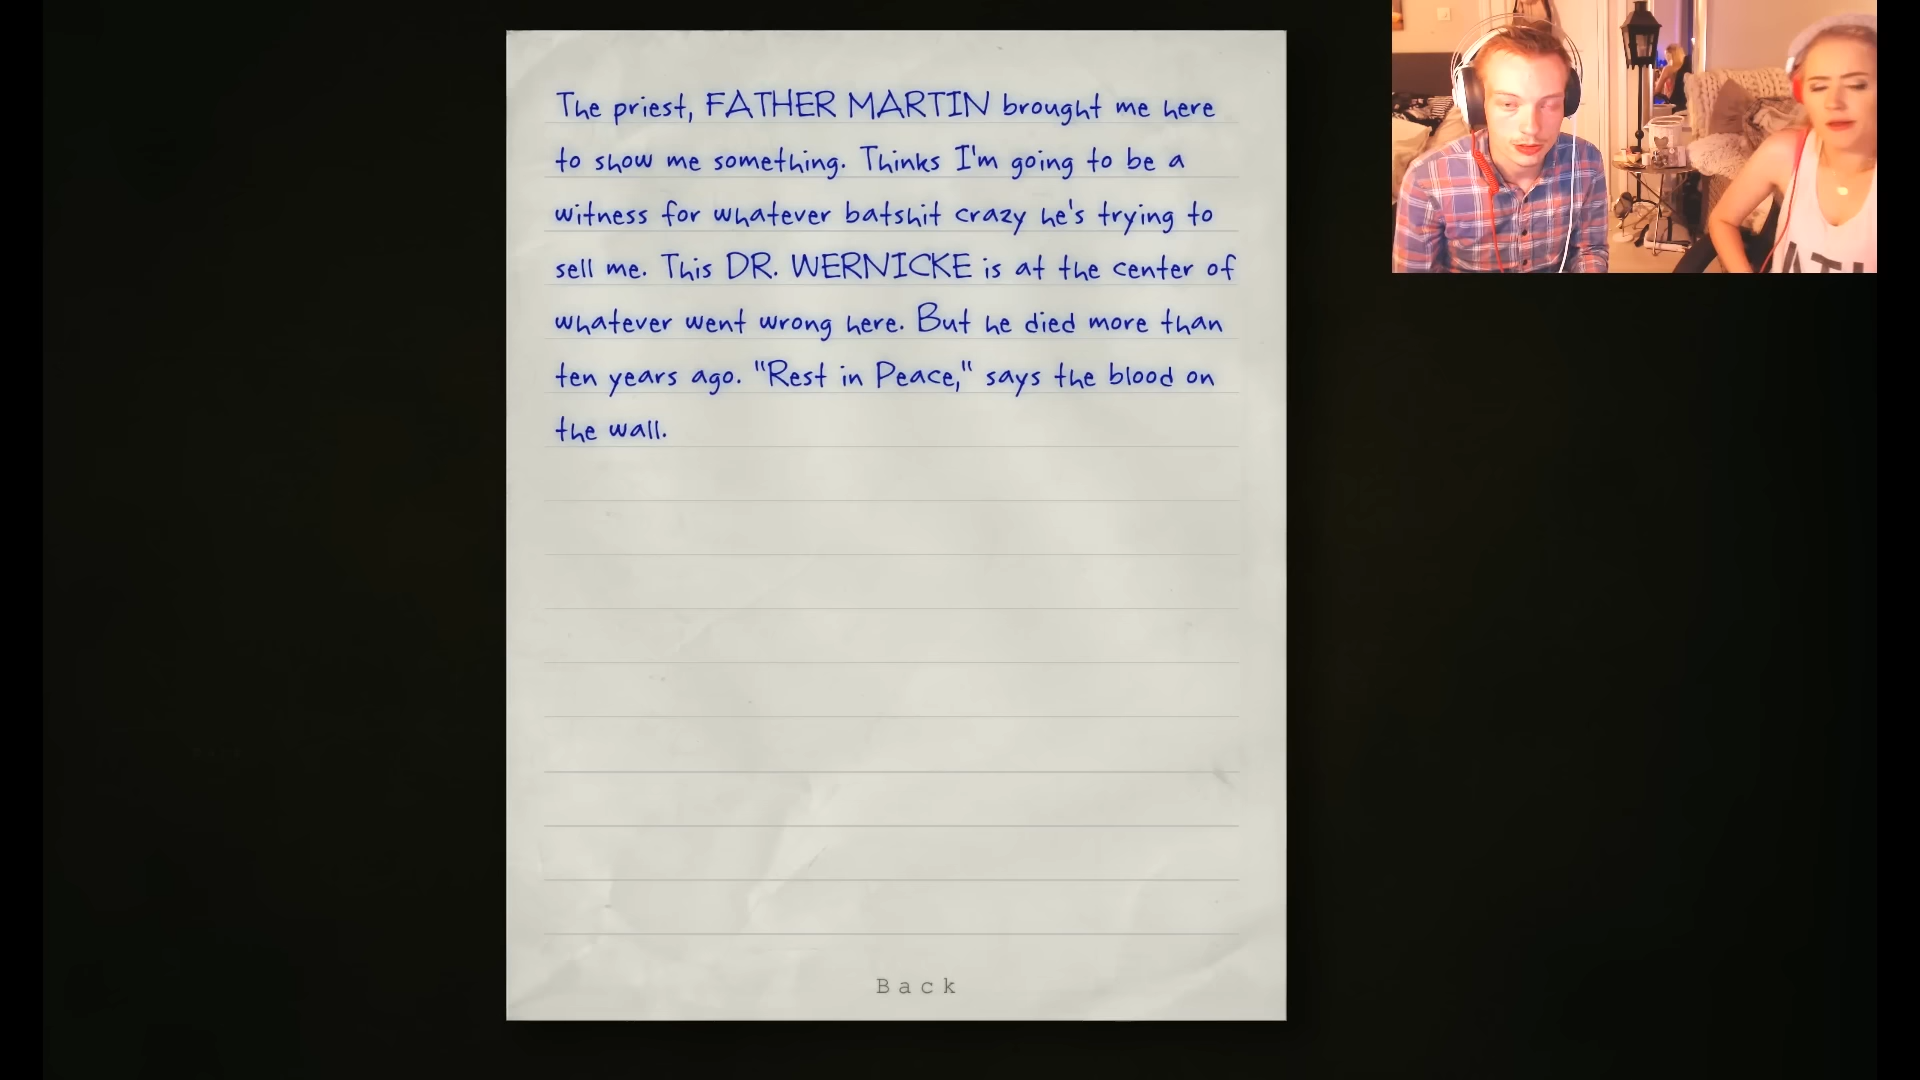 The priest, FATHER MARTIN brought me here
to show me something. Thinks I'm going to be a
witness for whatever batshit crazy he's trying to
sell me. This DR. WERNICKE is at the center of
whatever went wrong here. But he died more than
ten years ago. "Rest in Peace," says the blood on
the wall.
Back